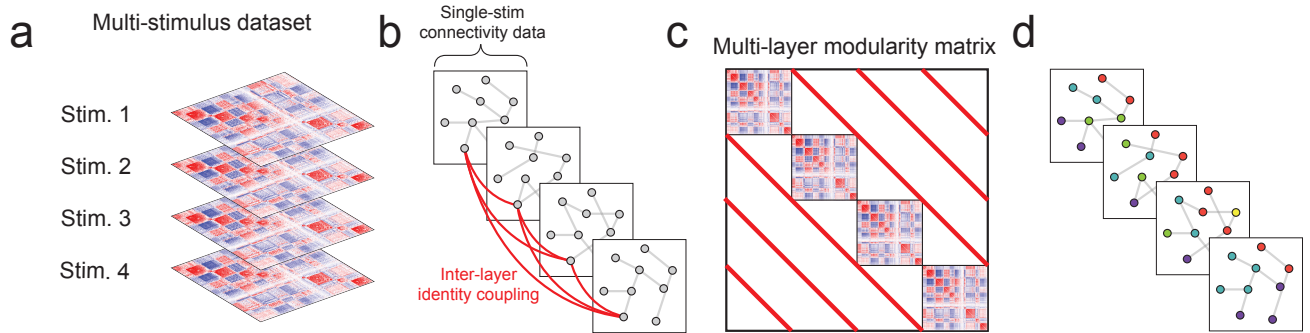 a
Multi-stimulus dataset
Stim. 1
Stim. 2
Stim. 3
Stim. 4
b
Single-stim
connectivity data
Inter-layer
identity coupling
c
Multi-layer modularity matrix
d